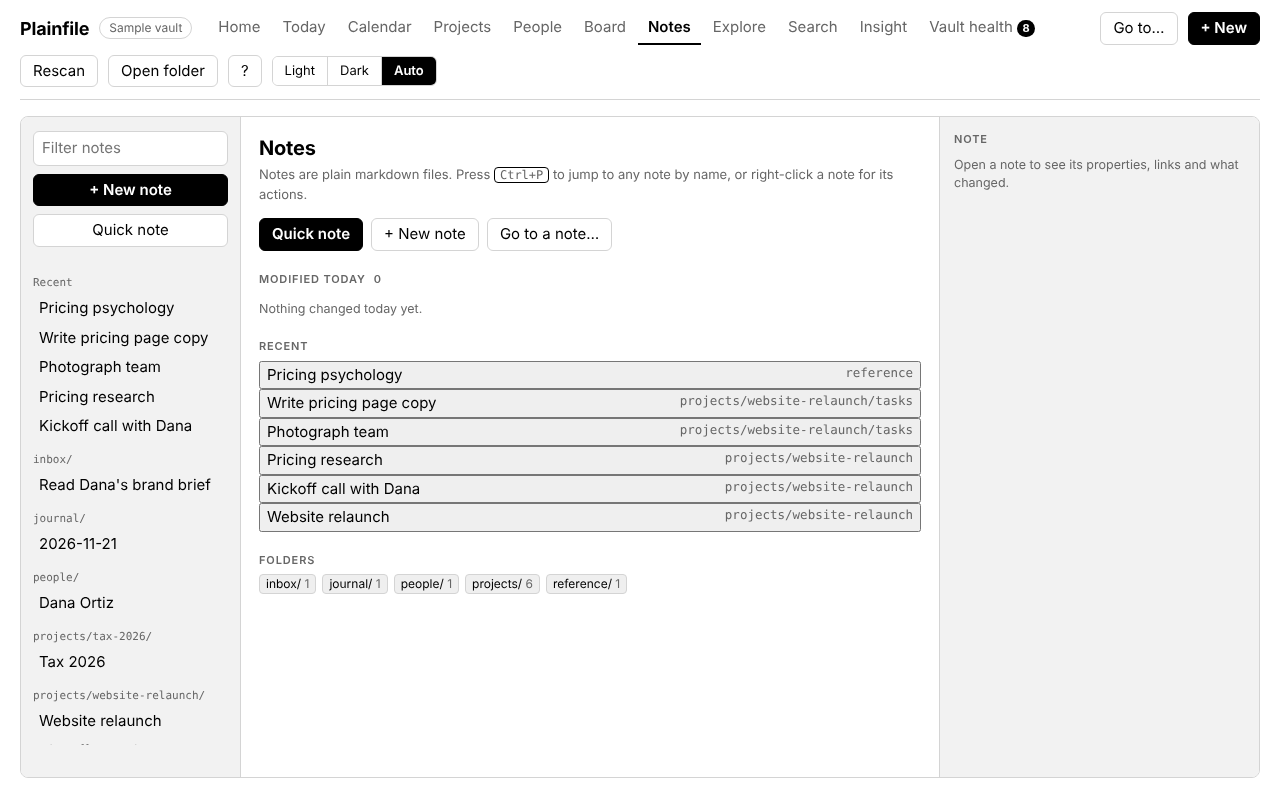 Plainfile
Sample vault
Home
Today
Calendar
Projects
People
Board
Notes
Explore
Search
Insight
Vault health 8
Go to...
+ New
Rescan
Open folder
?
Light
Dark
Auto
Filter notes
+ New note
Quick note
Recent
Pricing psychology
Write pricing page copy
Photograph team
Pricing research
Kickoff call with Dana
inbox/
Read Dana's brand brief
journal/
2026-11-21
people/
Dana Ortiz
projects/tax-2026/
Tax 2026
projects/website-relaunch/
Website relaunch
Notes
Notes are plain markdown files. Press Ctrl+P to jump to any note by name, or right-click a note for its
actions.
Quick note
+ New note
Go to a note...
MODIFIED TODAY 0
Nothing changed today yet.
RECENT
Pricing psychology reference
Write pricing page copy projects/website-relaunch/tasks
Photograph team projects/website-relaunch/tasks
Pricing research projects/website-relaunch
Kickoff call with Dana projects/website-relaunch
Website relaunch projects/website-relaunch
FOLDERS
inbox/ 1
journal/ 1
people/ 1
projects/ 6
reference/ 1
NOTE
Open a note to see its properties, links and what
changed.